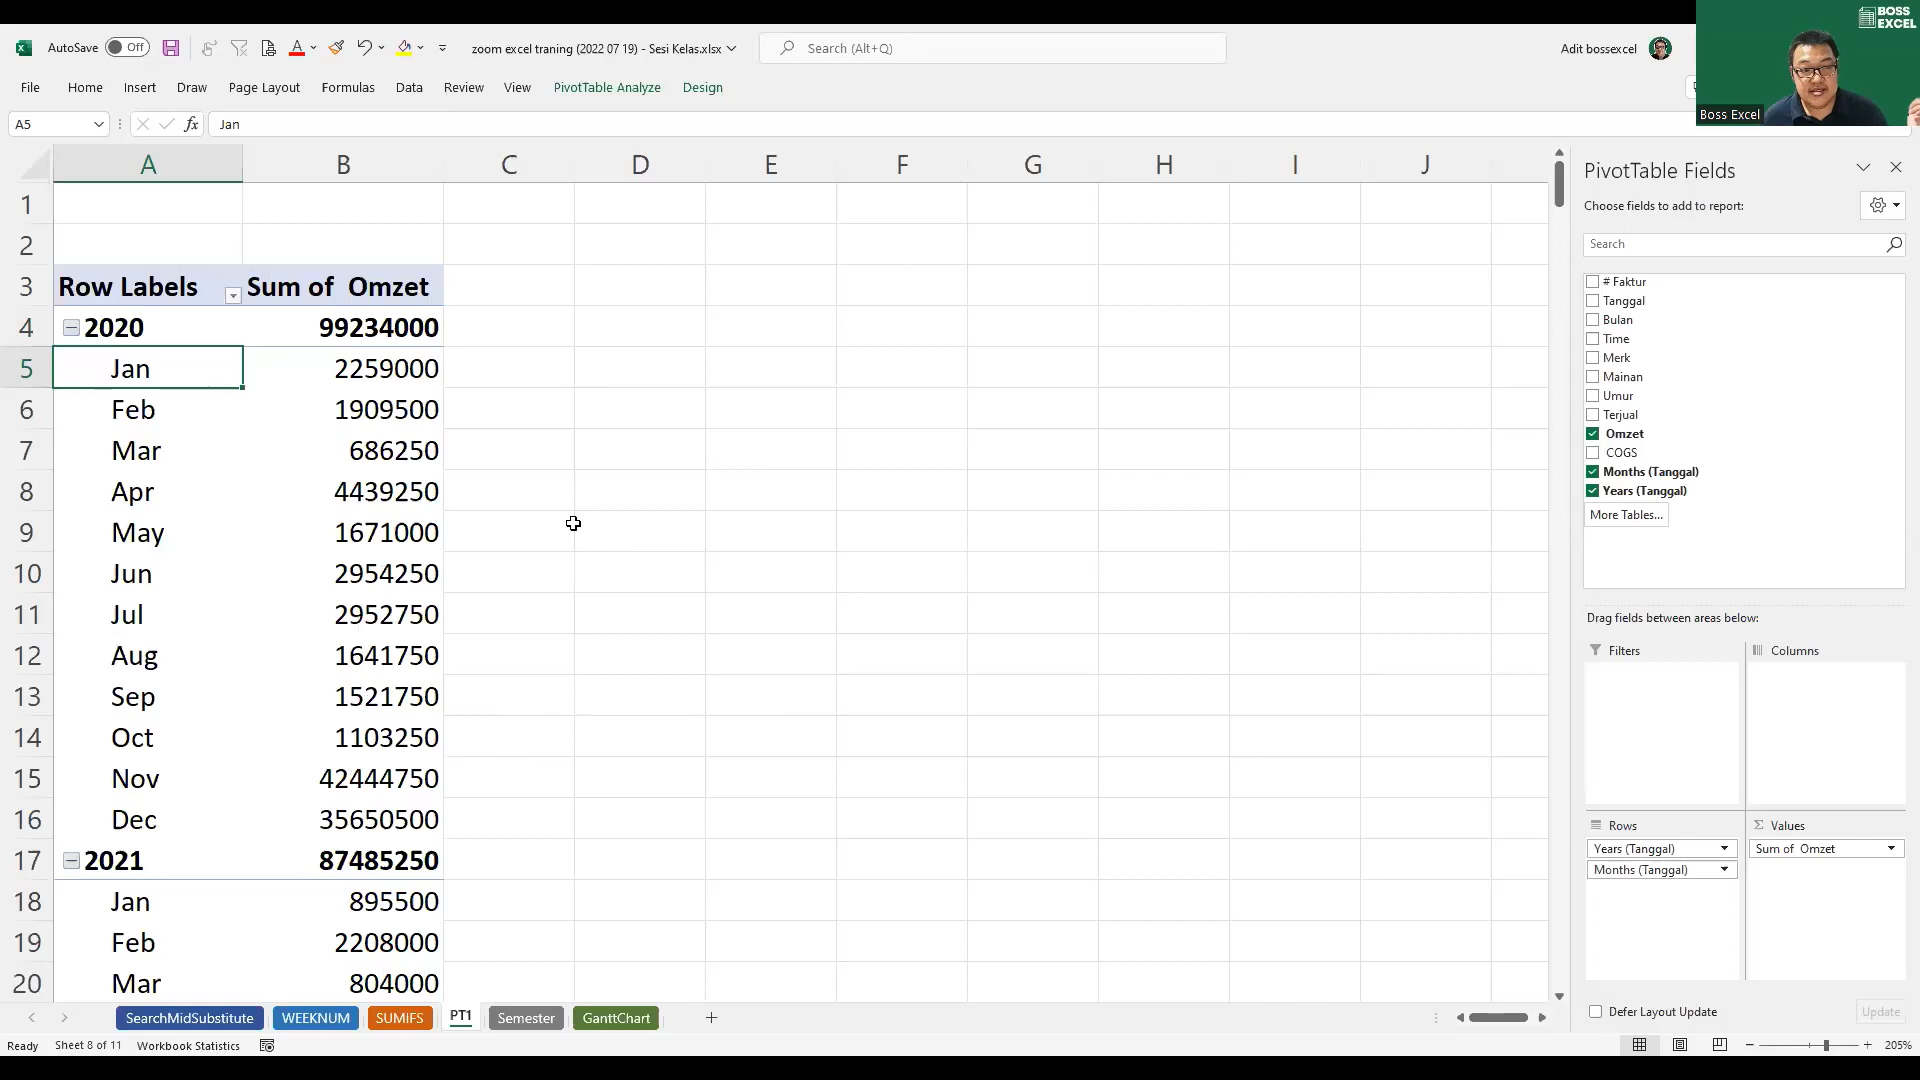 BOSS EXCEL
AutoSave Off
zoom excel traning (2022 07 19) - Sesi Kelas.xlsx
Search (Alt+Q)
Adit bossexcel
File Home Insert Draw Page Layout Formulas Data Review View PivotTable Analyze Design
Boss Excel
A5 fx Jan
A B C D E F G H I J
1
2
3 Row Labels Sum of Omzet
4 2020 99234000
5 Jan 2259000
6 Feb 1909500
7 Mar 686250
8 Apr 4439250
9 May 1671000
10 Jun 2954250
11 Jul 2952750
12 Aug 1641750
13 Sep 1521750
14 Oct 1103250
15 Nov 42444750
16 Dec 35650500
17 2021 87485250
18 Jan 895500
19 Feb 2208000
20 Mar 804000
PivotTable Fields
Choose fields to add to report:
Search
# Faktur
Tanggal
Bulan
Time
Merk
Mainan
Umur
Terjual
Omzet
COGS
Months (Tanggal)
Years (Tanggal)
More Tables...
Drag fields between areas below:
Filters Columns
Rows Σ Values
Years (Tanggal) Sum of Omzet
Months (Tanggal)
Defer Layout Update Update
SearchMidSubstitute WEEKNUM SUMIFS PT1 Semester GanttChart
Ready Sheet 8 of 11 Workbook Statistics 205%